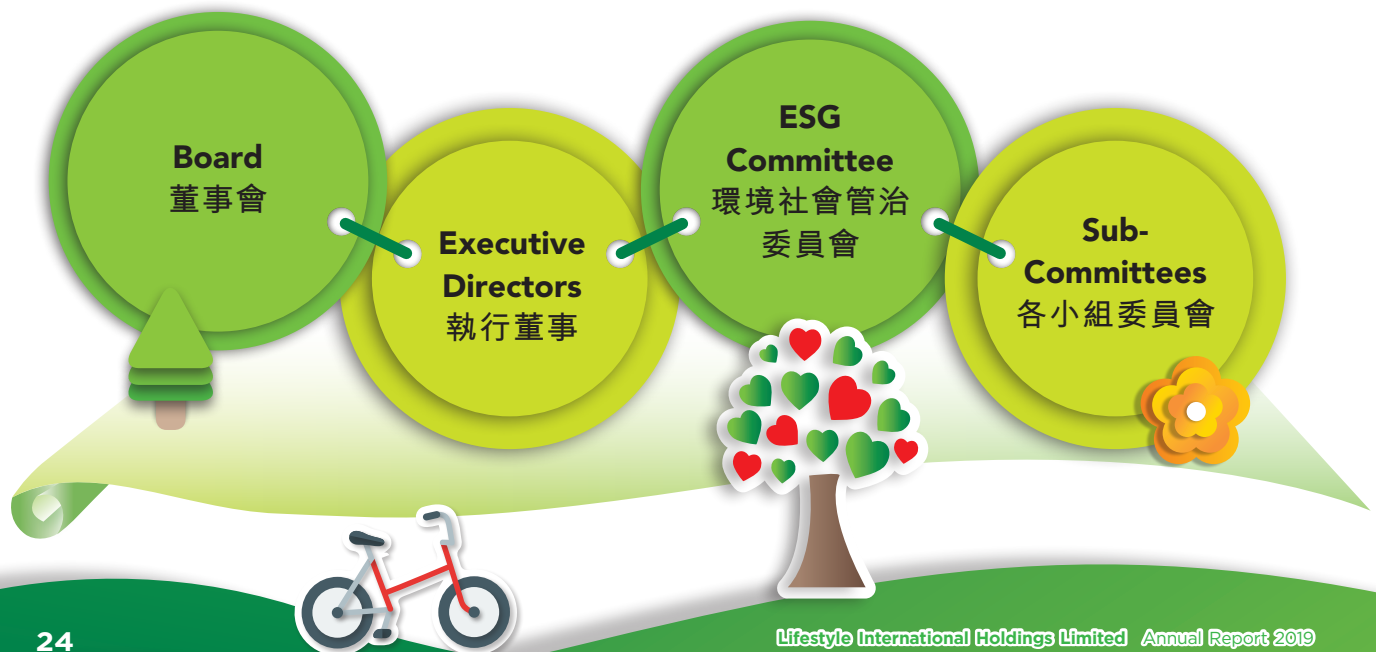 Board
董事會
Executive
Directors
執行董事
ESG
Committee
環境社會管治
委員會
Sub-
Committees
各小組委員會
24
Lifestyle International Holdings Limited Annual Report 2019